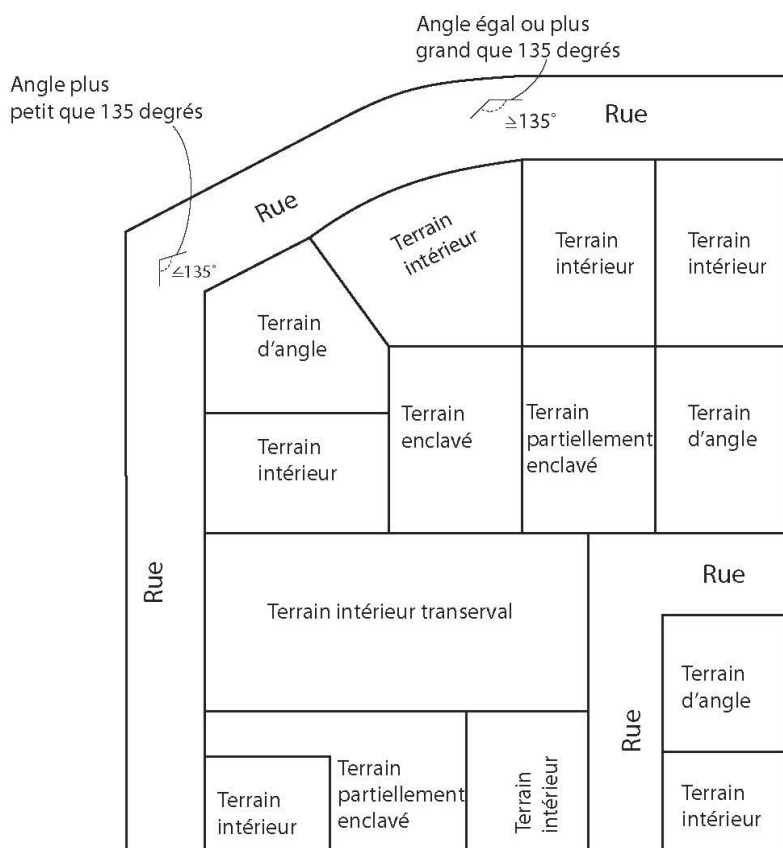 Angle égal ou plus
grand que 135 degrés
Angle plus
petit que 135 degrés
≧135°
Rue
Rue
≦135°
Terrain
intérieur
Terrain
intérieur
Terrain
intérieur
Terrain
d'angle
Terrain
enclavé
Terrain
partiellement
enclavé
Terrain
d'angle
Terrain
intérieur
Rue
Rue
Terrain intérieur transerval
Terrain
d'angle
Rue
Terrain
intérieur
Terrain
partiellement
enclavé
Terrain
intérieur
Terrain
intérieur